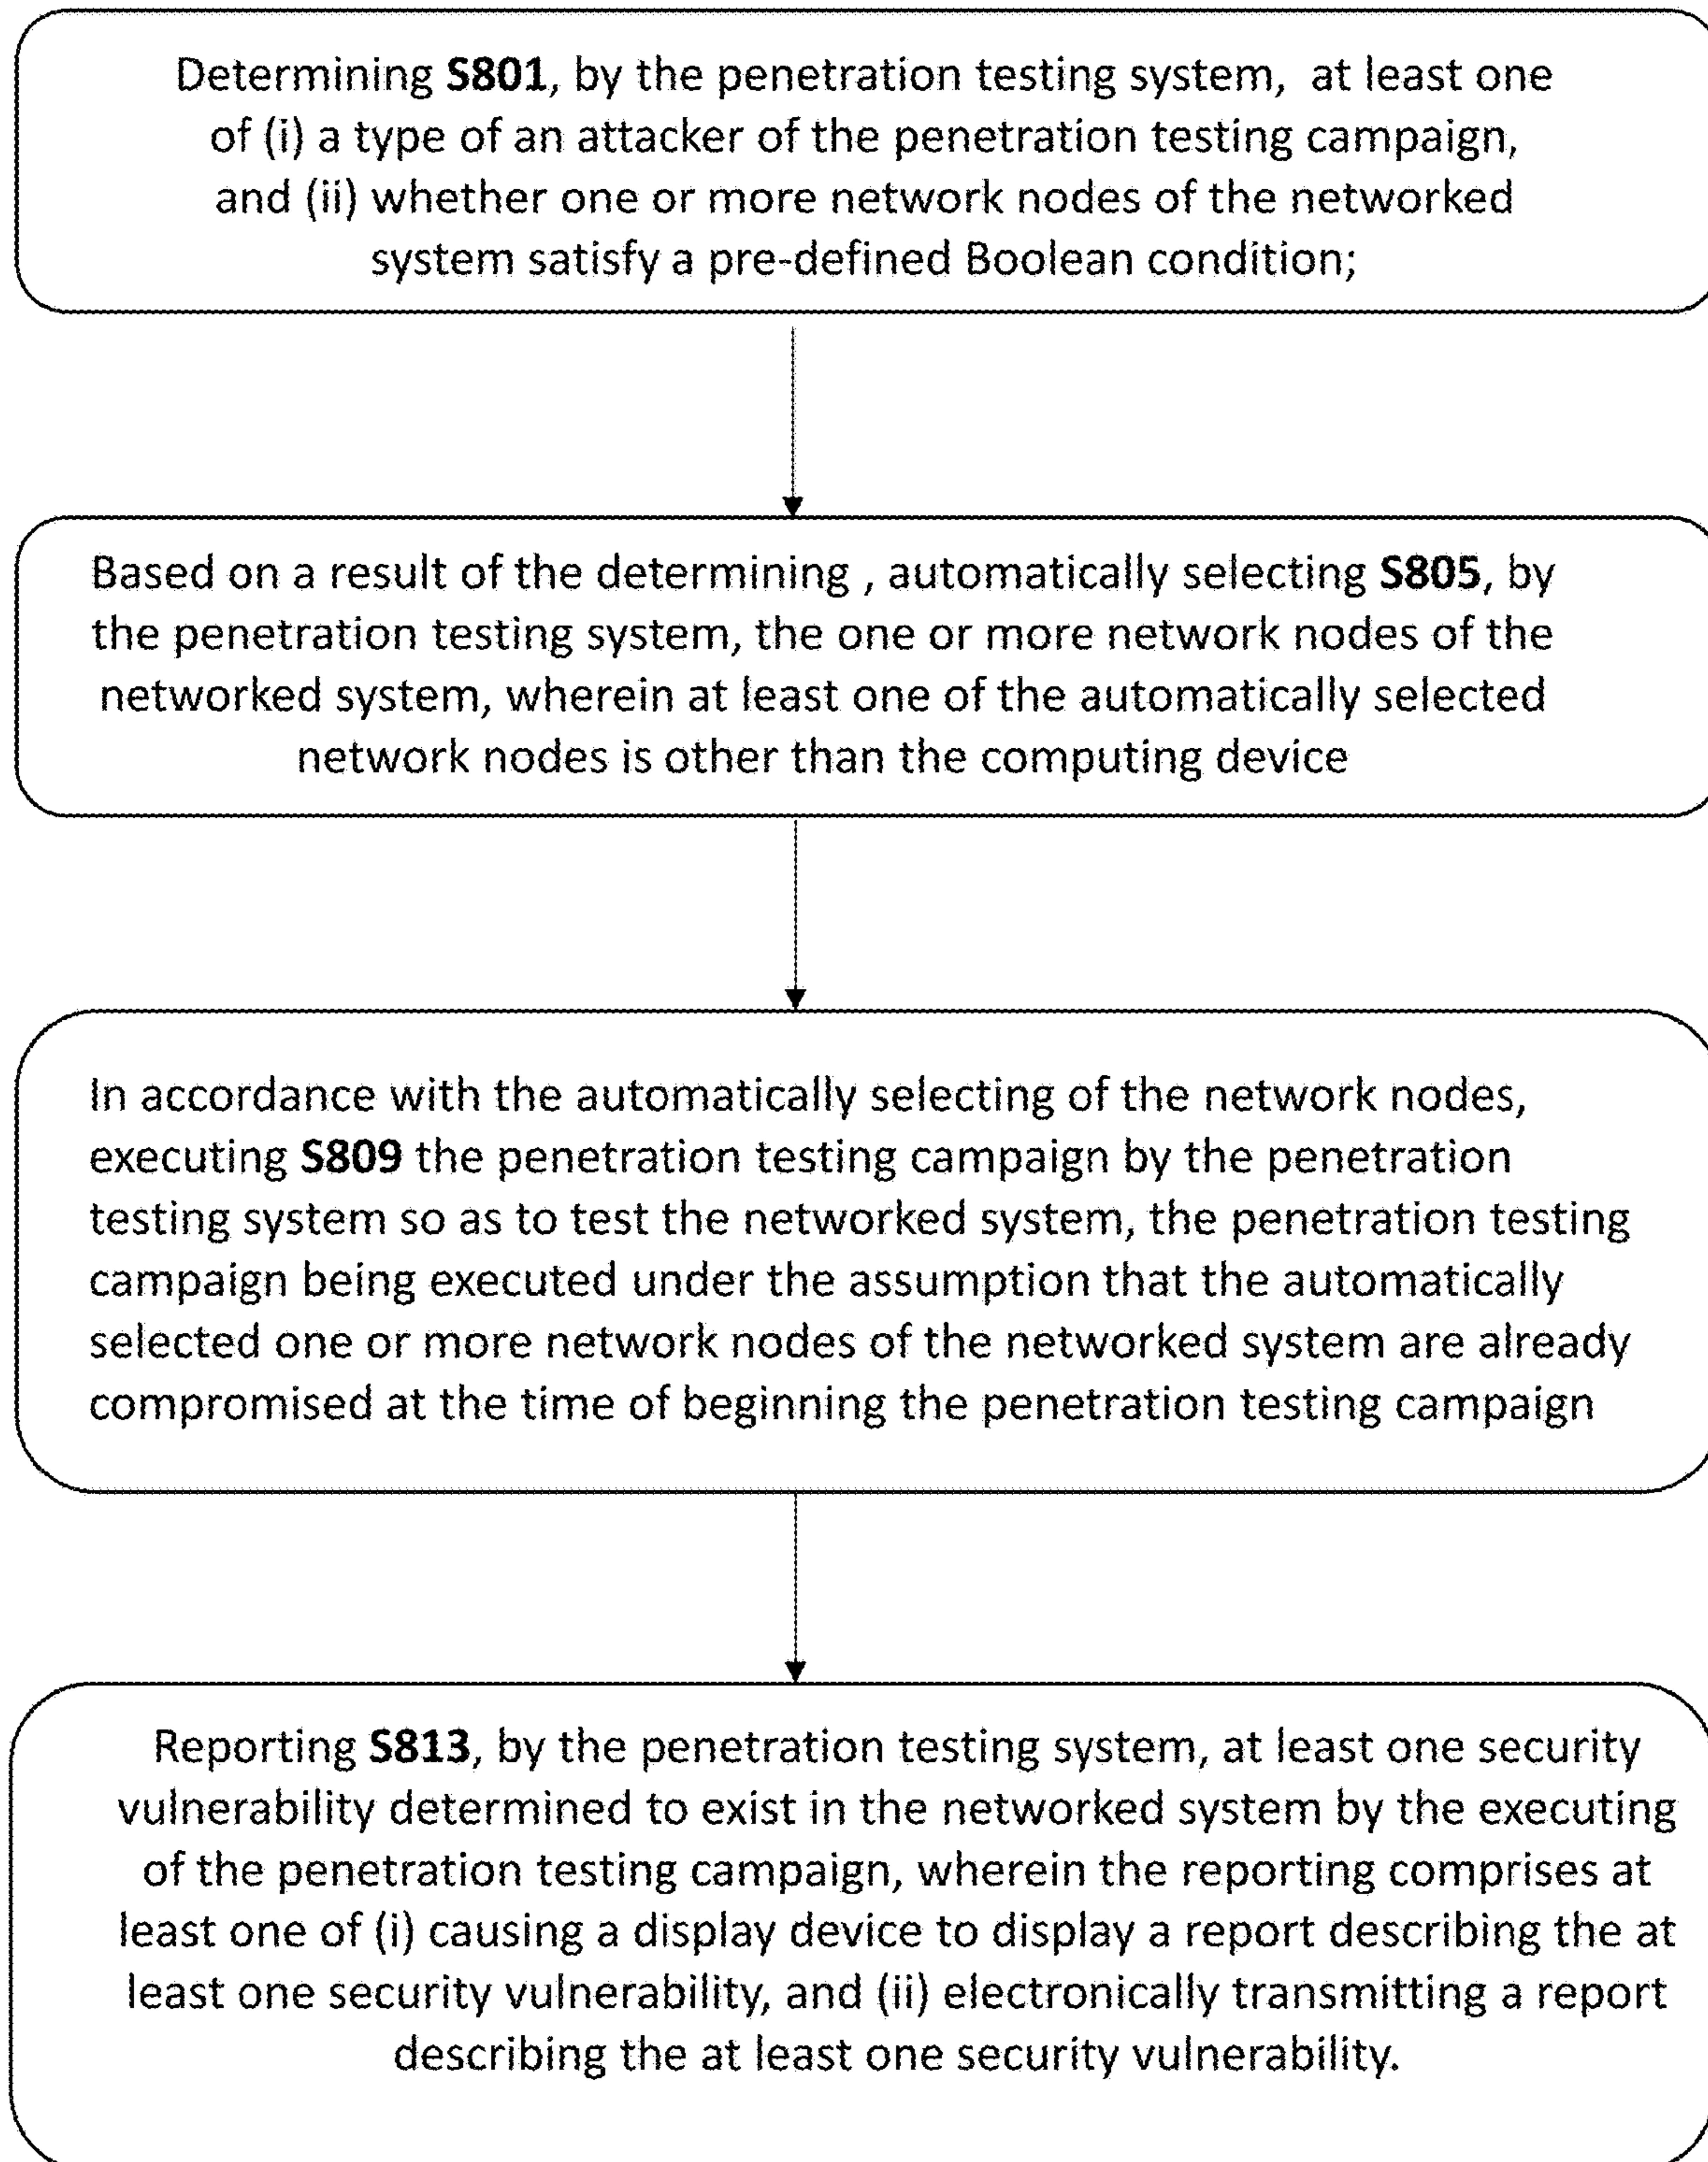 Determining S801, by the penetration testing system, at least one
of (i) a type of an attacker of the penetration testing campaign,
and (ii) whether one or more network nodes of the networked
system satisfy a pre-defined Boolean condition;
Based on a result of the determining , automatically selecting S805, by
the penetration testing system, the one or more network nodes of the
networked system, wherein at least one of the automatically selected
network nodes is other than the computing device
In accordance with the automatically selecting of the network nodes,
executing S809 the penetration testing campaign by the penetration
testing system so as to test the networked system, the penetration testing
campaign being executed under the assumption that the automatically
selected one or more network nodes of the networked system are already
compromised at the time of beginning the penetration testing campaign
Reporting S813, by the penetration testing system, at least one security
vulnerability determined to exist in the networked system by the executing
of the penetration testing campaign, wherein the reporting comprises at
least one of (i) causing a display device to display a report describing the at
least one security vulnerability, and (ii) electronically transmitting a report
describing the at least one security vulnerability.